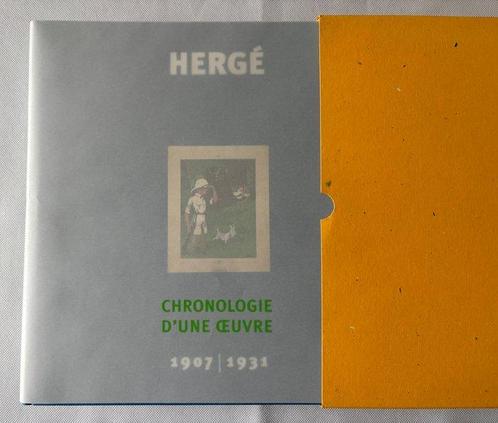 HERGÉ
CHRONOLOGIE
D'UNE ŒUVRE
1907|1931